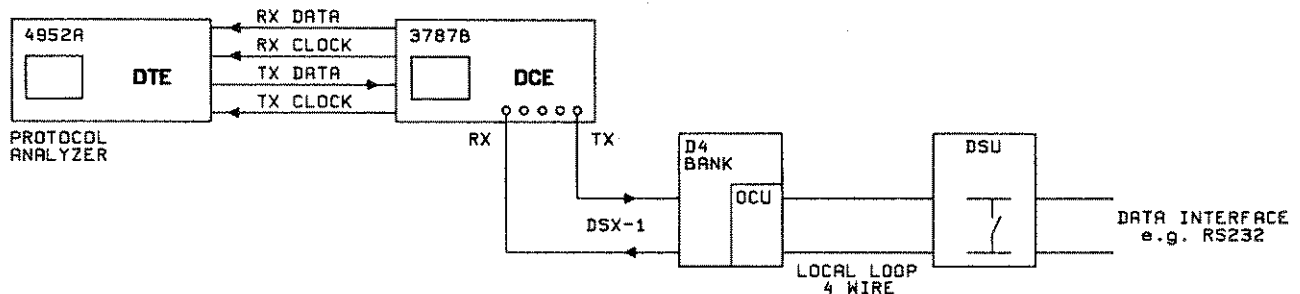 RX DATA
4952A
RX CLOCK
3787B
DTE
TX DATA
DCE
TX CLOCK
PROTOCOL
ANALYZER
RX
TX
D4
BANK
DSU
OCU
DSX-1
DATA INTERFACE
e.g. RS232
LOCAL LOOP
4 WIRE